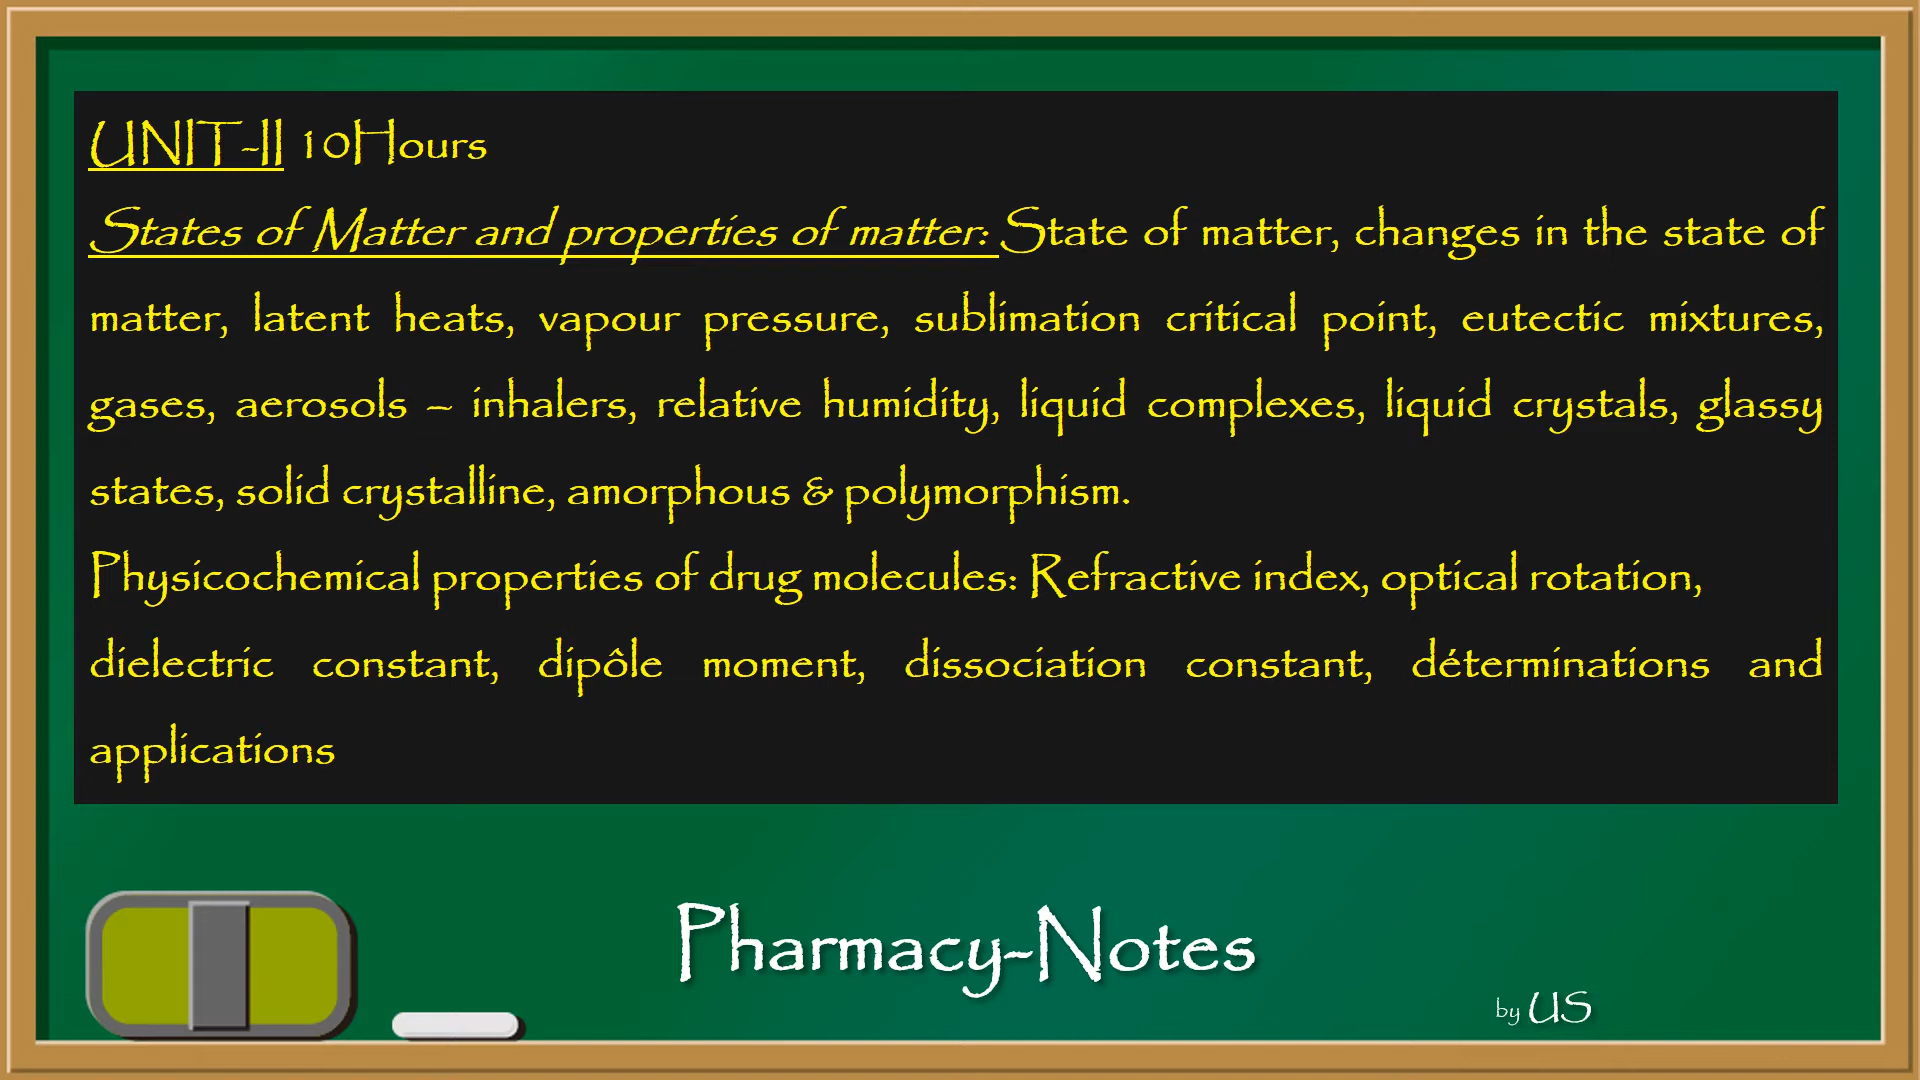 UNIT-II 10Hours
States of Matter and properties of matter: State of matter, changes in the state of
matter, latent heats, vapour pressure, sublimation critical point, eutectic mixtures,
gases, aerosols – inhalers, relative humidity, liquid complexes, liquid crystals, glassy
states, solid crystalline, amorphous & polymorphism.
Physicochemical properties of drug molecules: Refractive index, optical rotation,
dielectric constant, dipôle moment, dissociation constant, déterminations and
applications
Pharmacy-Notes
by US